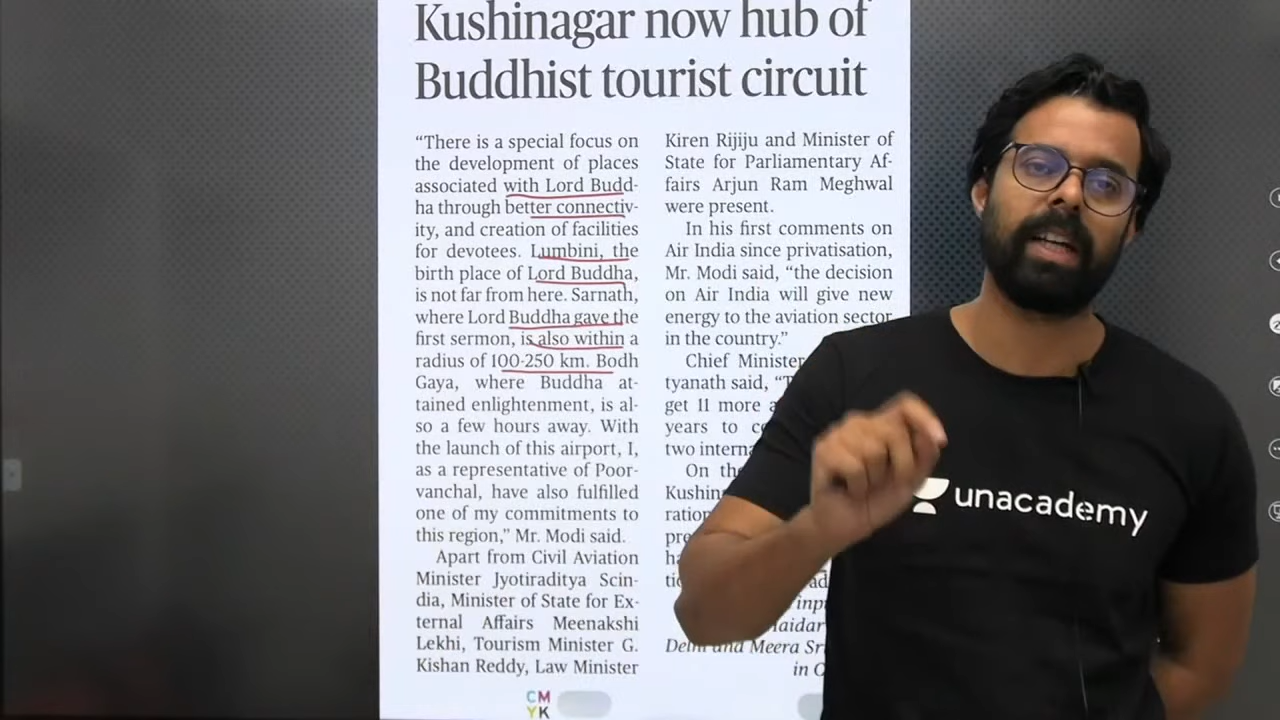 Kushinagar now hub of
Buddhist tourist circuit
“There is a special focus on
the development of places
associated with Lord Budd-
ha through better connectiv-
ity, and creation of facilities
for devotees. Lumbini, the
birth place of Lord Buddha,
is not far from here. Sarnath,
where Lord Buddha gave the
first sermon, is also within a
radius of 100-250 km. Bodh
Gaya, where Buddha at-
tained enlightenment, is al-
so a few hours away. With
the launch of this airport, I,
as a representative of Poor-
vanchal, have also fulfilled
one of my commitments to
this region,” Mr. Modi said.
Apart from Civil Aviation
Minister Jyotiraditya Scin-
dia, Minister of State for Ex-
ternal Affairs Meenakshi
Lekhi, Tourism Minister G.
Kishan Reddy, Law Minister
Kiren Rijiju and Minister of
State for Parliamentary Af-
fairs Arjun Ram Meghwal
were present.
In his first comments on
Air India since privatisation,
Mr. Modi said, “the decision
on Air India will give new
energy to the aviation sector
in the country.”
Chief Minister
tyanath said,
get 11 more
years to
two
On the
Delhi and Meera
in
CM
YK
unacademy